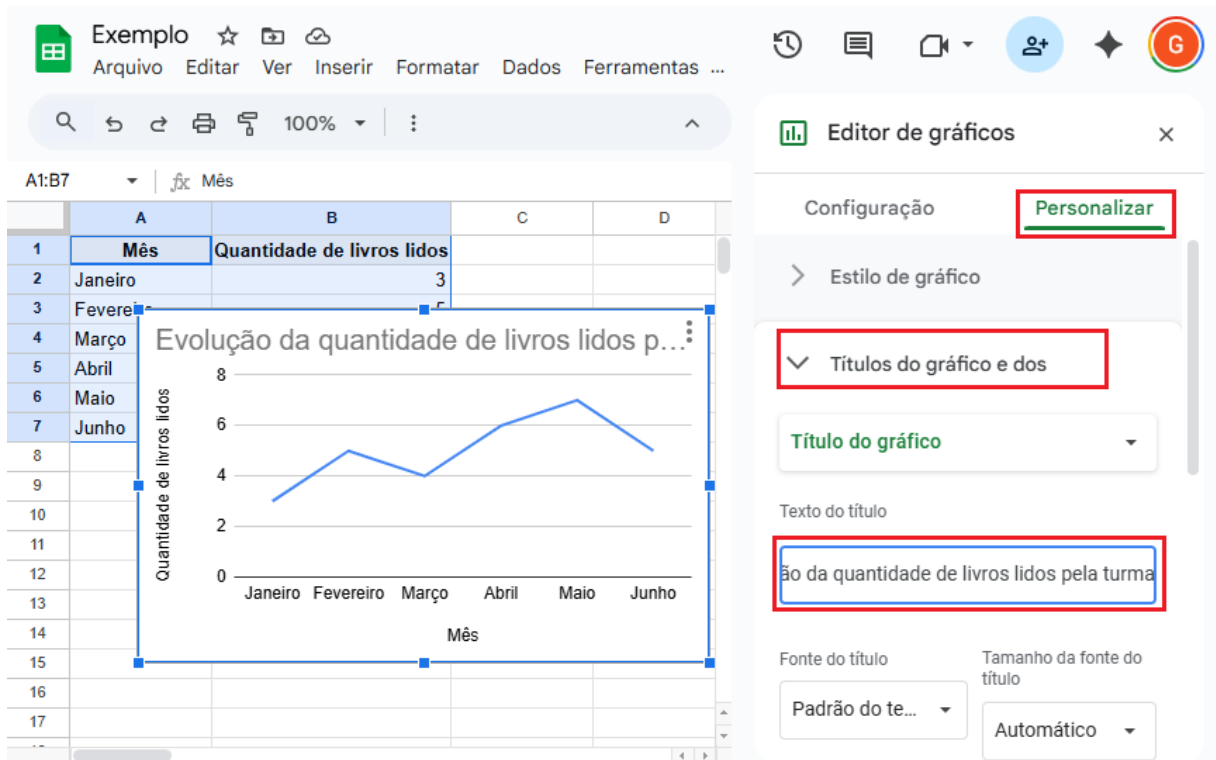 Exemplo
Arquivo Editar Ver Inserir Formatar Dados Ferramentas ...
100%
A1:B7 fx Mês
A B C D
1 Mês Quantidade de livros lidos
2 Janeiro 3
3
4 Março
5 Abril
6 Maio
7 Junho
8
9
10
11
12
13
14
15
16
17
Evolução da quantidade de livros lidos p...
Quantidade de livros lidos
8
6
4
2
0
Janeiro Fevereiro Março Abril Maio Junho
Mês
G
Editor de gráficos
Configuração Personalizar
Estilo de gráfico
Títulos do gráfico e dos
Título do gráfico
Texto do título
da quantidade de livros lidos pela turma
Fonte do título
Tamanho da fonte do
título
Padrão do te...
Automático